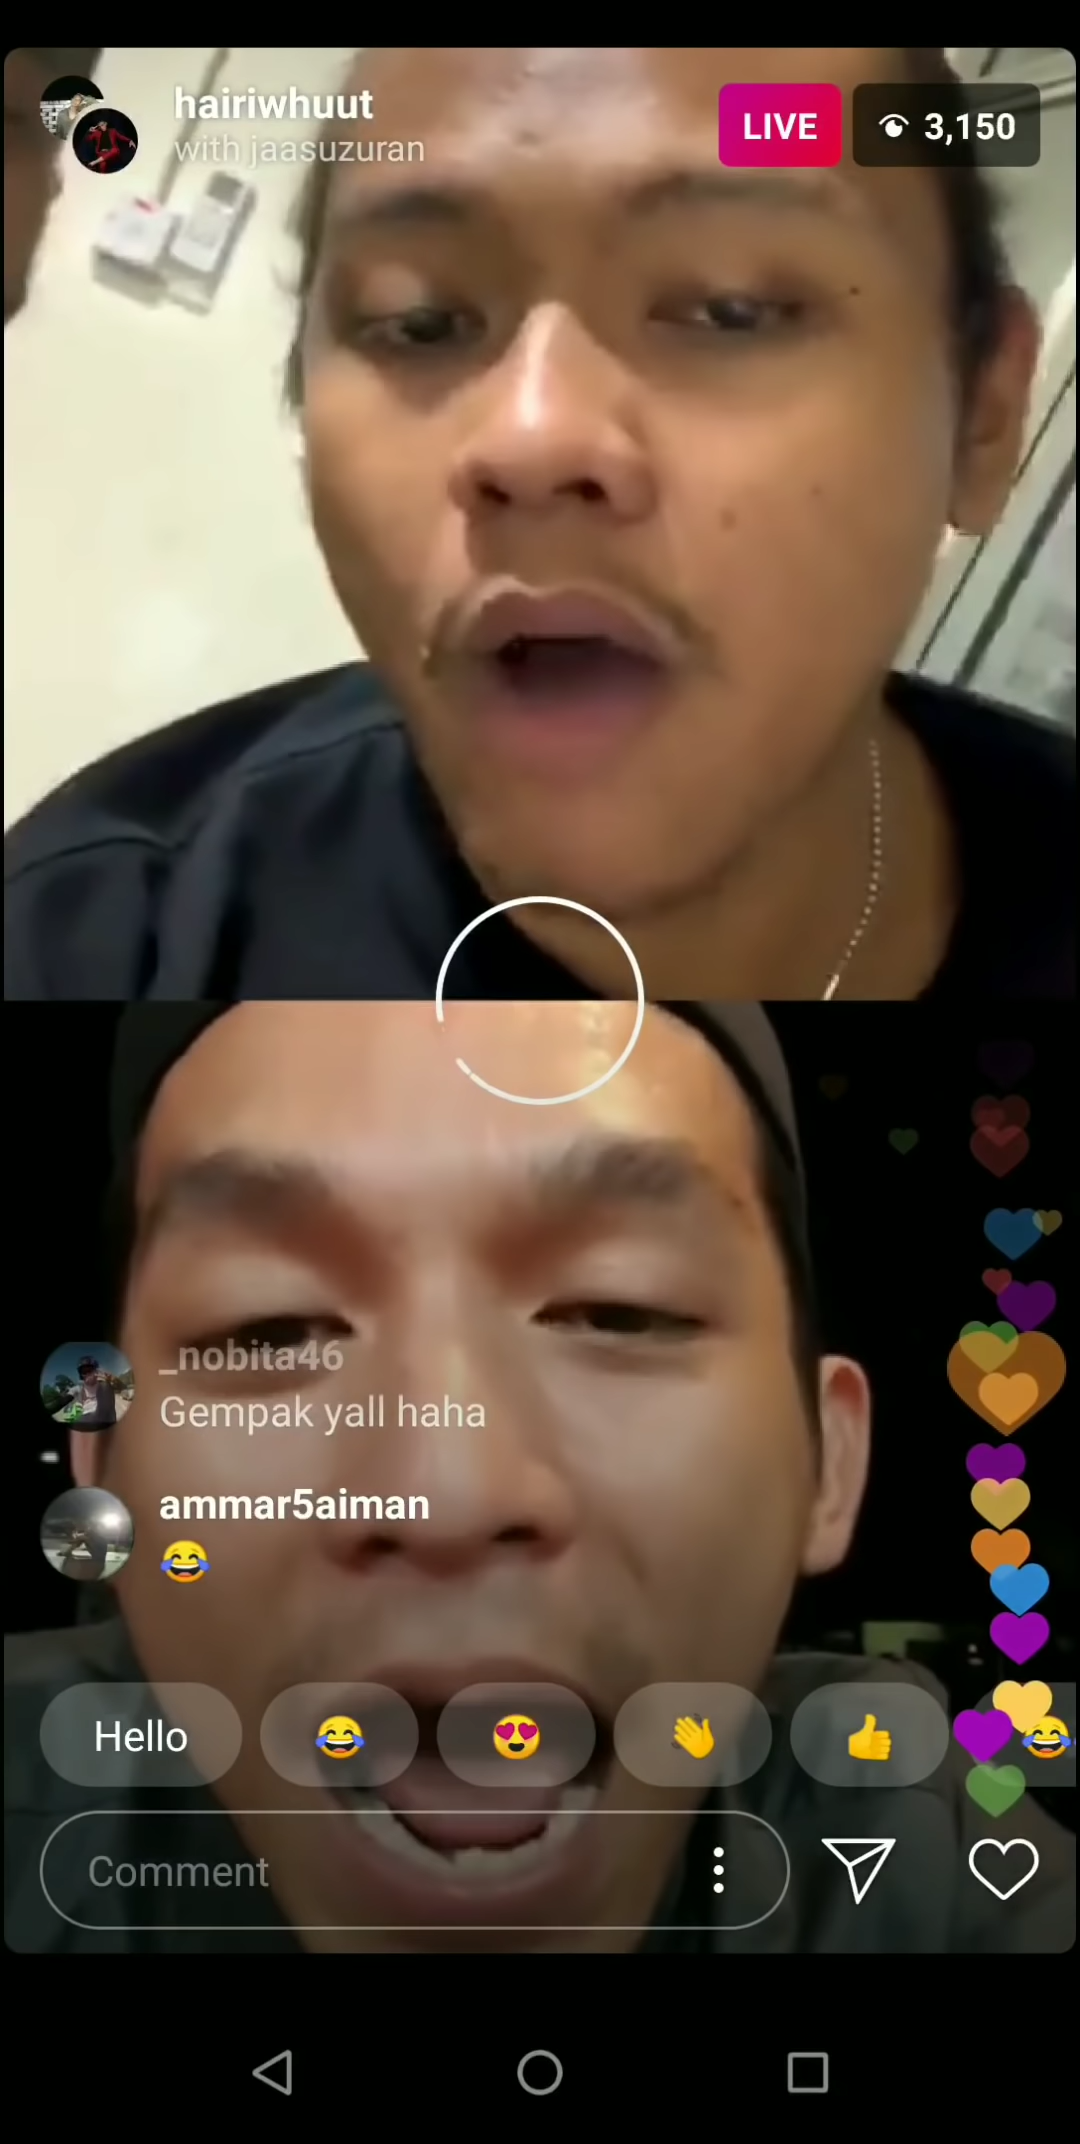 hairiwhuut
with jaasuzuran
LIVE
3,150
_nobita46
Gempak yall haha
ammar5aiman
😂
Hello 😂 😍 👋 👍 😂
Comment